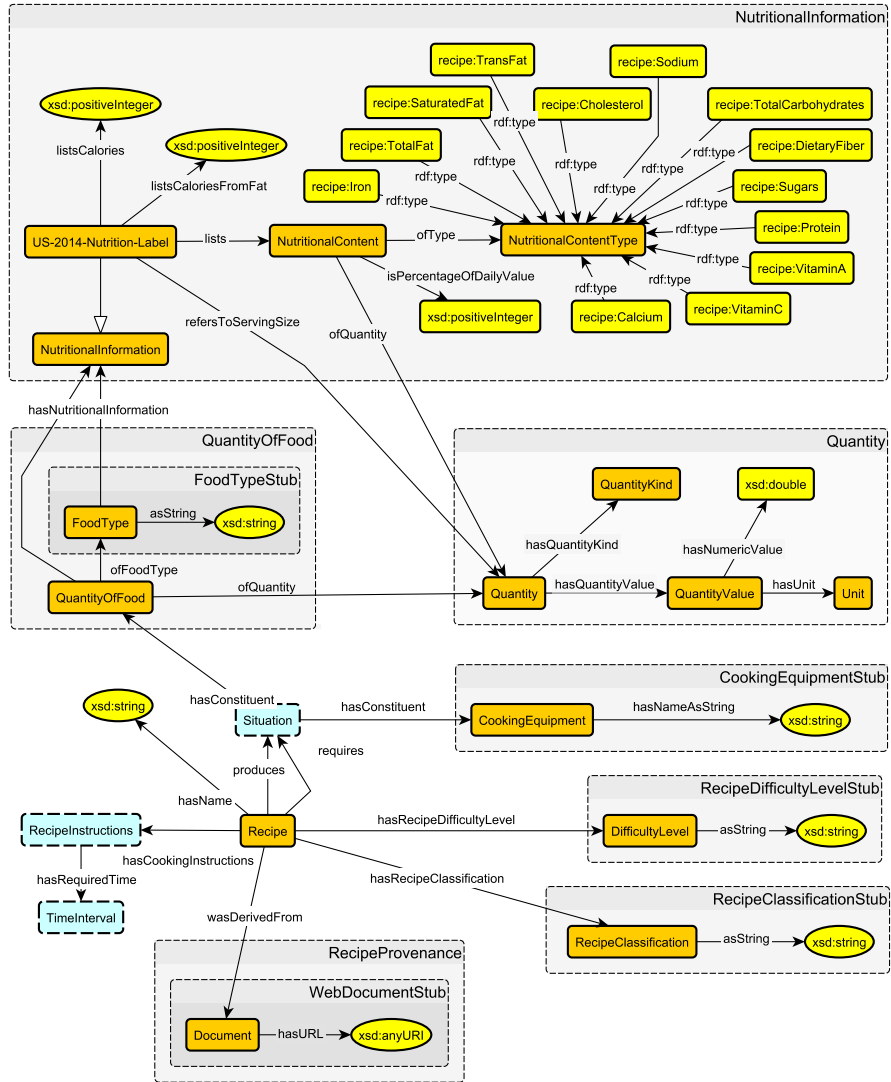 NutritionalInformation
recipe:TransFat
recipe:Sodium
xsd:positiveInteger
recipe:SaturatedFat
recipe:Cholesterol
recipe:TotalCarbohydrates
rdf:type
listsCalories
xsd:positiveInteger
recipe:TotalFat
rdf:type
recipe:DietaryFiber
rdf:type
rdf:type
rdf:type
rdf:type
listsCaloriesFromFat
recipe:Iron
rdf:type
rdf:type
rdf:type
recipe:Sugars
rdf:type
US-2014-Nutrition-Label
lists
NutritionalContent
ofType
NutritionalContentType
rdf:type
recipe:Protein
rdf:type
recipe:VitaminA
isPercentageOfDailyValue
rdf:type
rdf:type
refersToServingSize
xsd:positiveInteger
recipe:Calcium
recipe:VitaminC
ofQuantity
NutritionalInformation
hasNutritionalInformation
QuantityOfFood
Quantity
FoodTypeStub
QuantityKind
xsd:double
FoodType
asString
xsd:string
hasQuantityKind
hasNumericValue
ofFoodType
QuantityOfFood
ofQuantity
Quantity
hasQuantityValue
QuantityValue
hasUnit
Unit
CookingEquipmentStub
hasConstituent
xsd:string
Situation
hasConstituent
CookingEquipment
hasNameAsString
xsd:string
requires
produces
RecipeDifficultyLevelStub
hasName
RecipeInstructions
Recipe
hasRecipeDifficultyLevel
DifficultyLevel
asString
xsd:string
hasCookingInstructions
hasRequiredTime
hasRecipeClassification
RecipeClassificationStub
TimeInterval
wasDerivedFrom
RecipeClassification
asString
xsd:string
RecipeProvenance
WebDocumentStub
Document
hasURL
xsd:anyURI